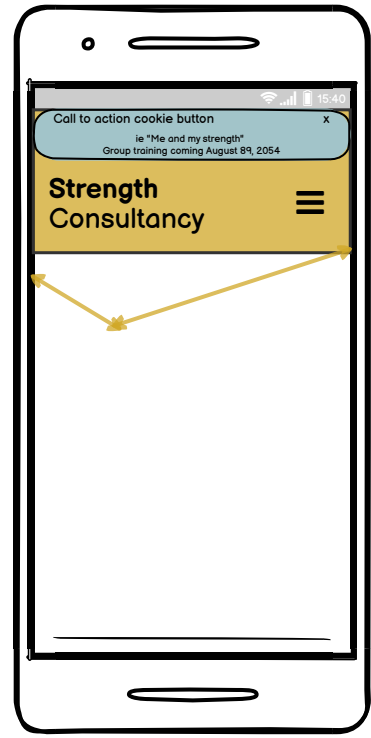 15:40
Call to action cookie button x
ie "Me and my strength"
Group training coming August 89, 2054
Strength
Consultancy